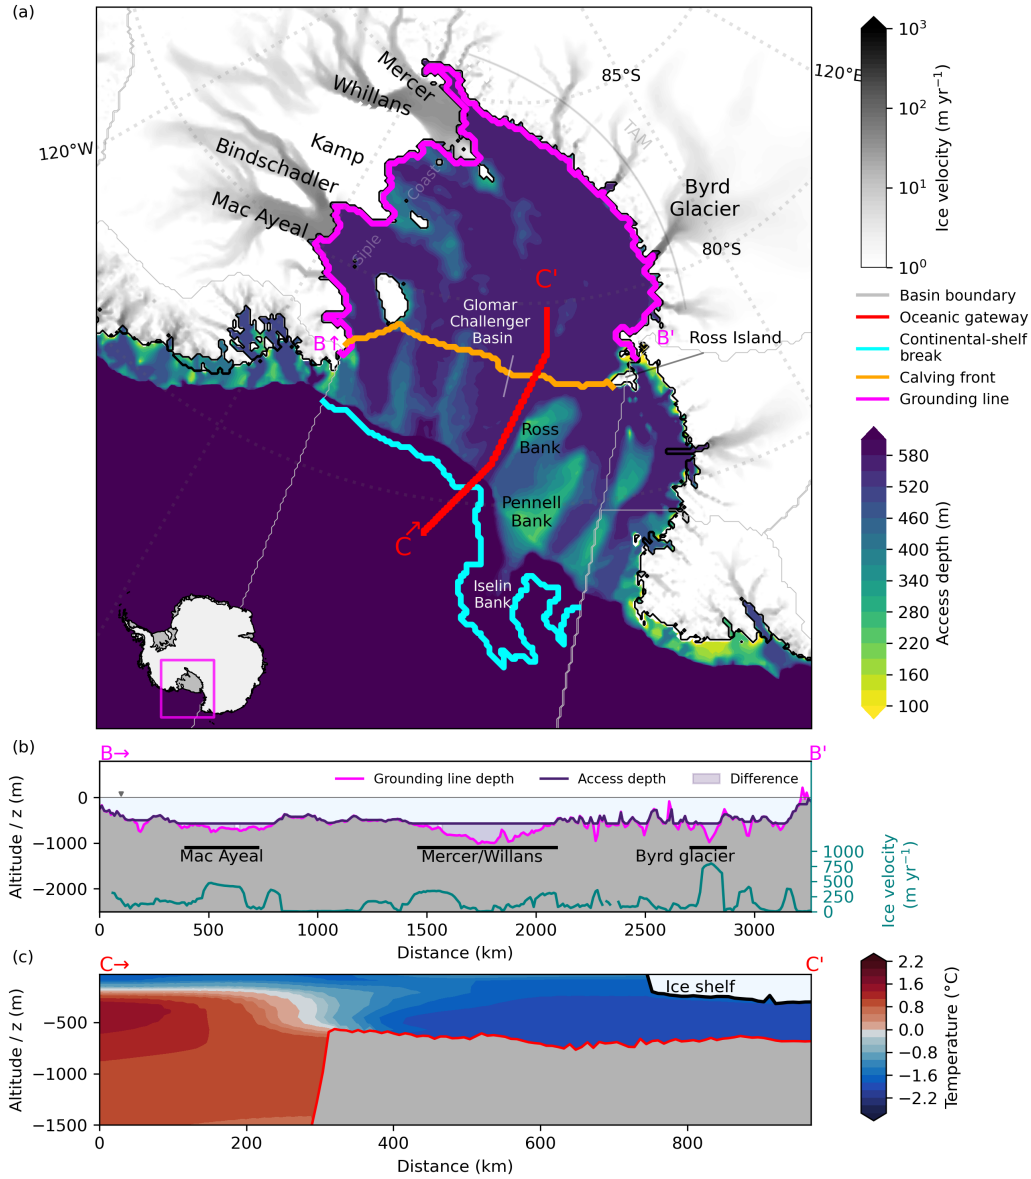 (a)
120°W
120°E
85°S
80°S
TAM
Mercer
Whillans
Kamp
Bindschadler
Mac Ayeal
Siple
Coast
Byrd
Glacier
C'
Glomar
Challenger
Basin
B↑
B'
Ross Island
Ross
Bank
Pennell
Bank
C
↗
Iselin
Bank
10³
10²
10¹
10⁰
Ice velocity (m yr⁻¹)
Basin boundary
Oceanic gateway
Continental-shelf
break
Calving front
Grounding line
580
520
460
400
340
280
220
160
100
Access depth (m)
(b)
B→
B'
Grounding line depth
Access depth
Difference
0
−1000
−2000
Altitude / z (m)
Mac Ayeal
Mercer/Willans
Byrd glacier
1000
750
500
250
0
Ice velocity
(m yr⁻¹)
0
500
1000
1500
2000
2500
3000
Distance (km)
(c)
C→
C'
Ice shelf
−500
−1000
−1500
Altitude / z (m)
0
200
400
600
800
Distance (km)
2.2
1.6
0.8
0.0
−0.8
−1.6
−2.2
Temperature (°C)